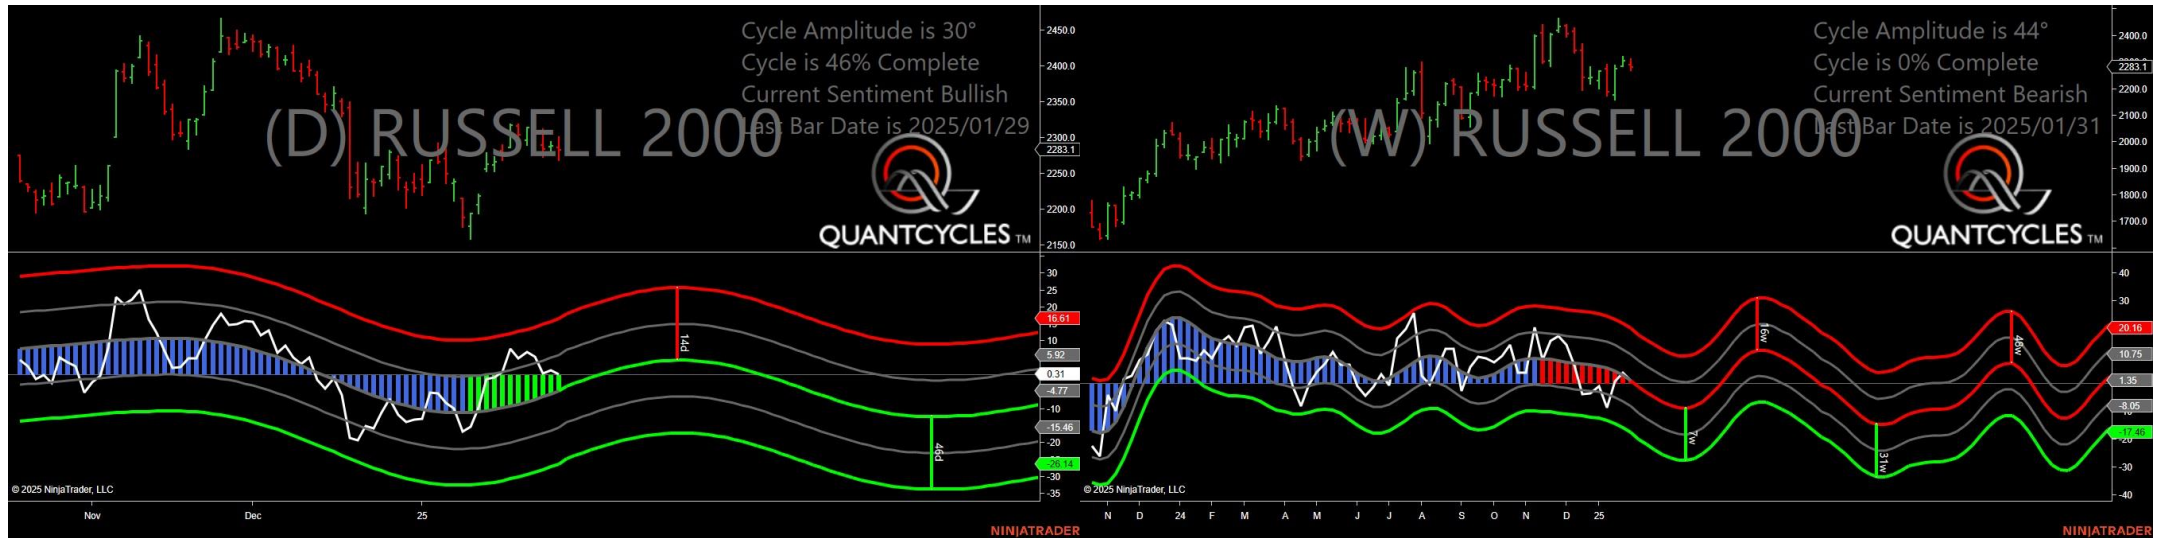 Cycle Amplitude is 30°
Cycle is 46% Complete
Current Sentiment Bullish
Last Bar Date is 2025/01/29
(D) RUSSELL 2000
QUANTCYCLES TM
2450.0
2400.0
2350.0
2300.0
2283.1
2250.0
2200.0
2150.0
30
25
20
16.61
10
5.92
0.31
-4.77
-10
-15.46
-20
-26.14
-30
-35
14d
46d
© 2025 NinjaTrader, LLC
Nov Dec 25
NINJATRADER
Cycle Amplitude is 44°
Cycle is 0% Complete
Current Sentiment Bearish
Last Bar Date is 2025/01/31
(W) RUSSELL 2000
QUANTCYCLES TM
2400.0
2283.1
2200.0
2100.0
2000.0
1900.0
1800.0
1700.0
40
30
20.16
10.75
1.35
-8.05
-17.46
-20
-30
-40
16w
48w
7w
31w
© 2025 NinjaTrader, LLC
N D 24 F M A M J J A S O N D 25
NINJATRADER